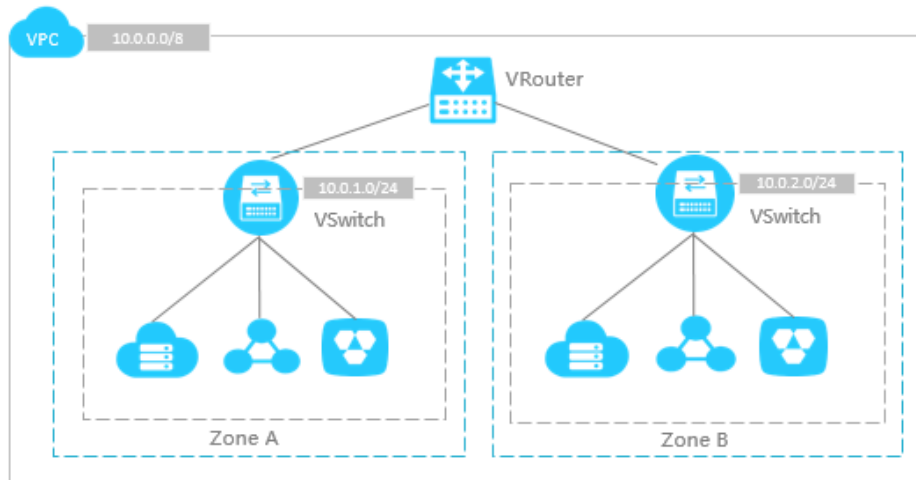 VPC
10.0.0.0/8
VRouter
10.0.1.0/24
VSwitch
10.0.2.0/24
VSwitch
Zone A
Zone B